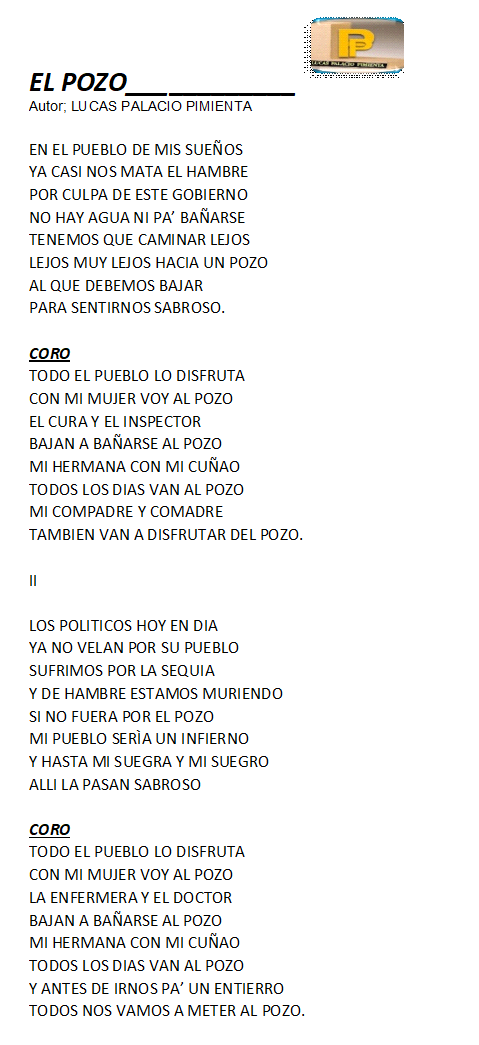 EL POZO____________
PP
LUCAS PALACIO PIMIENTA
Autor; LUCAS PALACIO PIMIENTA
EN EL PUEBLO DE MIS SUEÑOS
YA CASI NOS MATA EL HAMBRE
POR CULPA DE ESTE GOBIERNO
NO HAY AGUA NI PA’ BAÑARSE
TENEMOS QUE CAMINAR LEJOS
LEJOS MUY LEJOS HACIA UN POZO
AL QUE DEBEMOS BAJAR
PARA SENTIRNOS SABROSO.
CORO
TODO EL PUEBLO LO DISFRUTA
CON MI MUJER VOY AL POZO
EL CURA Y EL INSPECTOR
BAJAN A BAÑARSE AL POZO
MI HERMANA CON MI CUÑAO
TODOS LOS DIAS VAN AL POZO
MI COMPADRE Y COMADRE
TAMBIEN VAN A DISFRUTAR DEL POZO.
II
LOS POLITICOS HOY EN DIA
YA NO VELAN POR SU PUEBLO
SUFRIMOS POR LA SEQUIA
Y DE HAMBRE ESTAMOS MURIENDO
SI NO FUERA POR EL POZO
MI PUEBLO SERÌA UN INFIERNO
Y HASTA MI SUEGRA Y MI SUEGRO
ALLI LA PASAN SABROSO
CORO
TODO EL PUEBLO LO DISFRUTA
CON MI MUJER VOY AL POZO
LA ENFERMERA Y EL DOCTOR
BAJAN A BAÑARSE AL POZO
MI HERMANA CON MI CUÑAO
TODOS LOS DIAS VAN AL POZO
Y ANTES DE IRNOS PA’ UN ENTIERRO
TODOS NOS VAMOS A METER AL POZO.